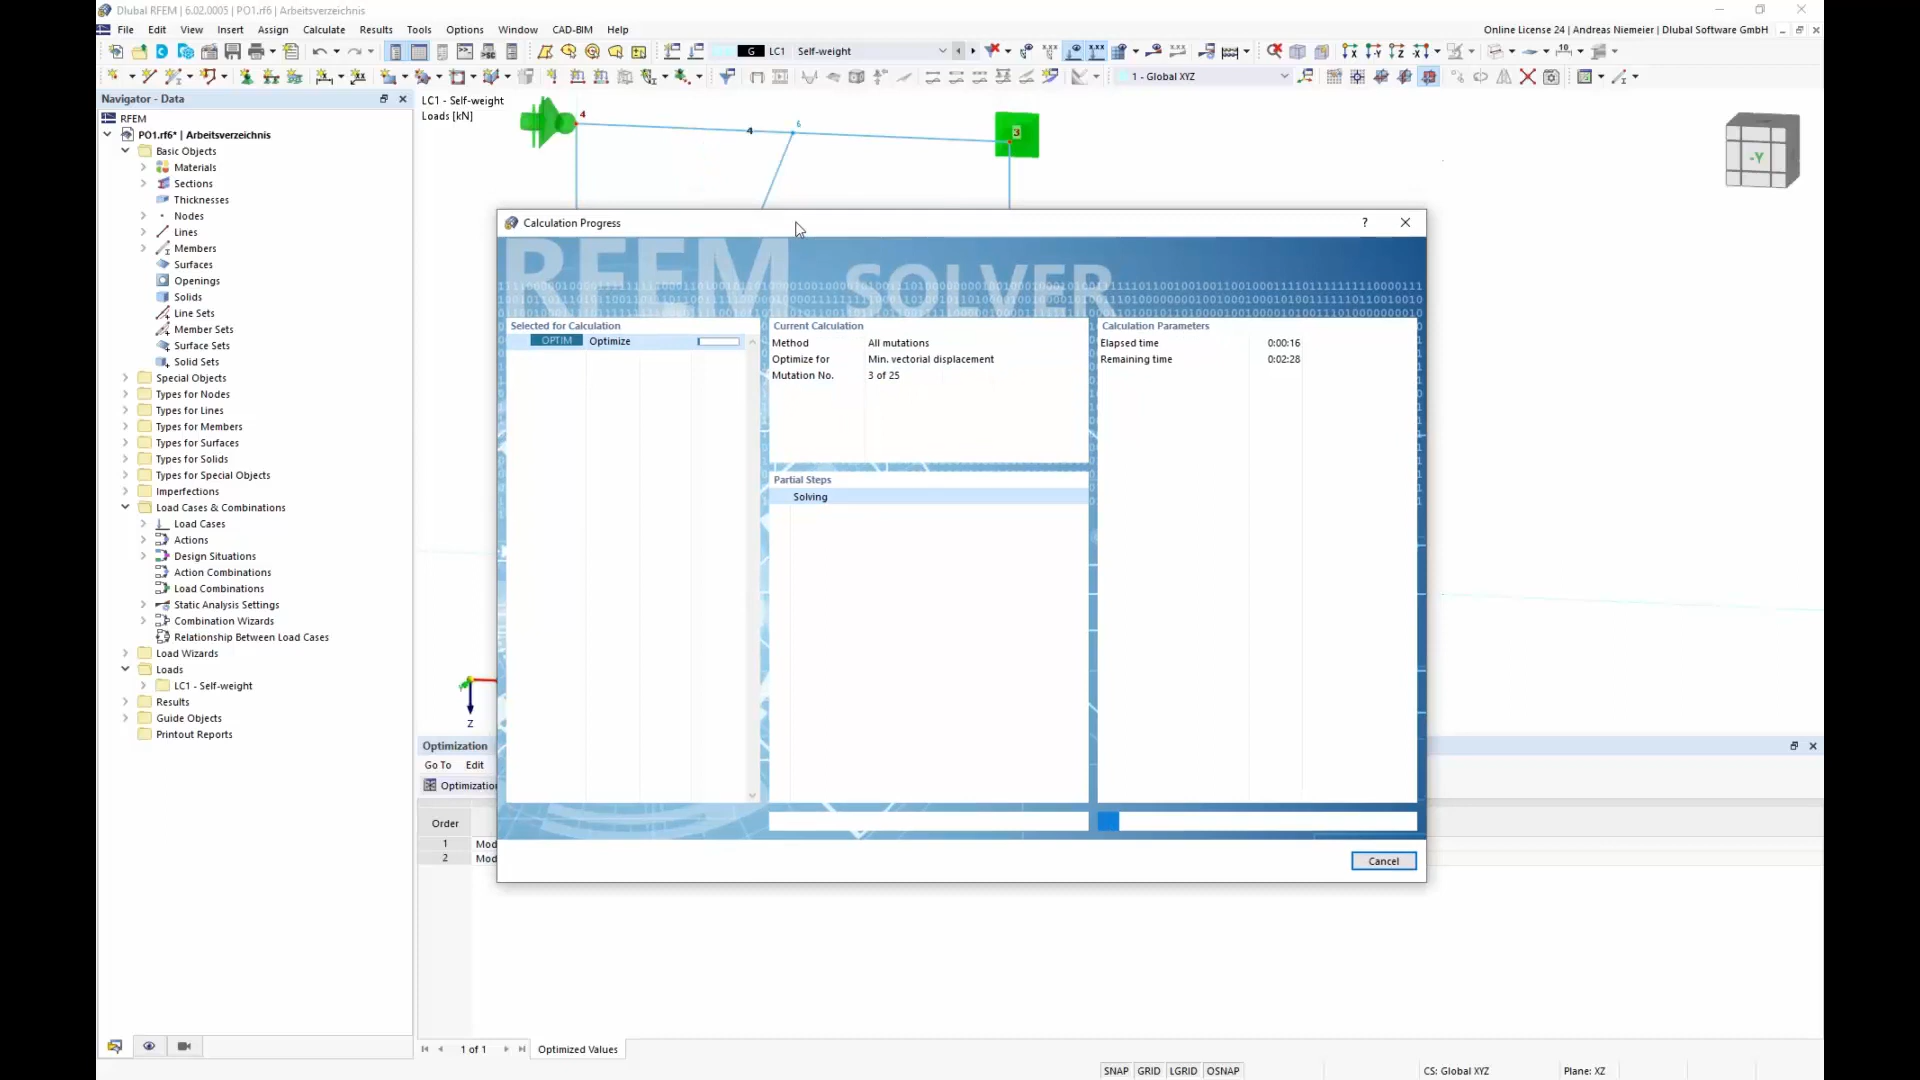 Dlubal RFEM | 6.02.0005 | PO1.rf6 | Arbeitsverzeichnis
File Edit View Insert Assign Calculate Results Tools Options Window CAD-BIM Help
Online License 24 | Andreas Niemeier | Dlubal Software GmbH
G LC1 Self-weight
1 - Global XYZ
Navigator - Data
RFEM
PO1.rf6* | Arbeitsverzeichnis
Basic Objects
Materials
Sections
Thicknesses
Nodes
Lines
Members
Surfaces
Openings
Solids
Line Sets
Member Sets
Surface Sets
Solid Sets
Special Objects
Types for Nodes
Types for Lines
Types for Members
Types for Surfaces
Types for Solids
Types for Special Objects
Imperfections
Load Cases & Combinations
Load Cases
Actions
Design Situations
Action Combinations
Load Combinations
Static Analysis Settings
Combination Wizards
Relationship Between Load Cases
Load Wizards
Loads
LC1 - Self-weight
Results
Guide Objects
Printout Reports
LC1 - Self-weight
Loads [kN]
4
4
6
3
-Y
Z
Calculation Progress
?
RFEM SOLVER
Selected for Calculation
OPTIM Optimize
Current Calculation
Method All mutations
Optimize for Min. vectorial displacement
Mutation No. 3 of 25
Partial Steps
Solving
Calculation Parameters
Elapsed time 0:00:16
Remaining time 0:02:28
Cancel
Optimization
Go To Edit
Order
1
2
1 of 1 Optimized Values
SNAP GRID LGRID OSNAP
CS: Global XYZ
Plane: XZ